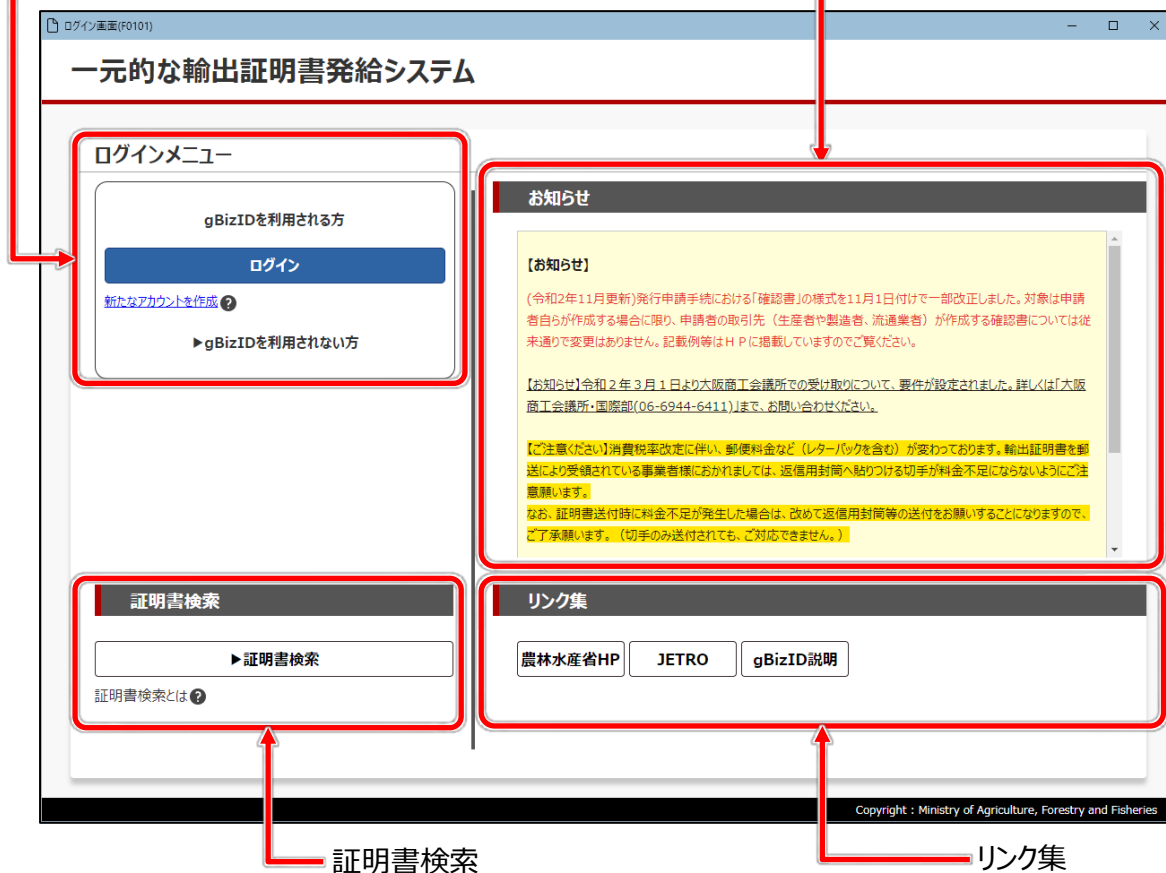 ログイン画面(F0101)
一元的な輸出証明書発給システム
ログインメニュー
gBizIDを利用される方
ログイン
新たなアカウントを作成?
▶gBizIDを利用されない方
お知らせ
【お知らせ】
(令和2年11月更新)発行申請手続における「確認書」の様式を11月1日付けで一部改正しました。対象は申請
者自らが作成する場合に限り、申請者の取引先（生産者や製造者、流通業者）が作成する確認書については従
来通りで変更はありません。記載例等はＨＰに掲載していますのでご覧ください。
【お知らせ】令和２年３月１日より大阪商工会議所での受け取りについて、要件が設定されました。詳しくは「大阪
商工会議所・国際部(06-6944-6411)」まで、お問い合わせください。
【ご注意ください】消費税率改定に伴い、郵便料金など（レターパックを含む）が変わっております。輸出証明書を郵
送により受領されている事業者様におかれましては、返信用封筒へ貼りつける切手が料金不足にならないようにご注
意願います。
なお、証明書送付時に料金不足が発生した場合は、改めて返信用封筒等の送付をお願いすることになりますので、
ご了承願います。（切手のみ送付されても、ご対応できません。）
証明書検索
▶証明書検索
証明書検索とは?
リンク集
農林水産省HP
JETRO
gBizID説明
Copyright : Ministry of Agriculture, Forestry and Fisheries
証明書検索
リンク集